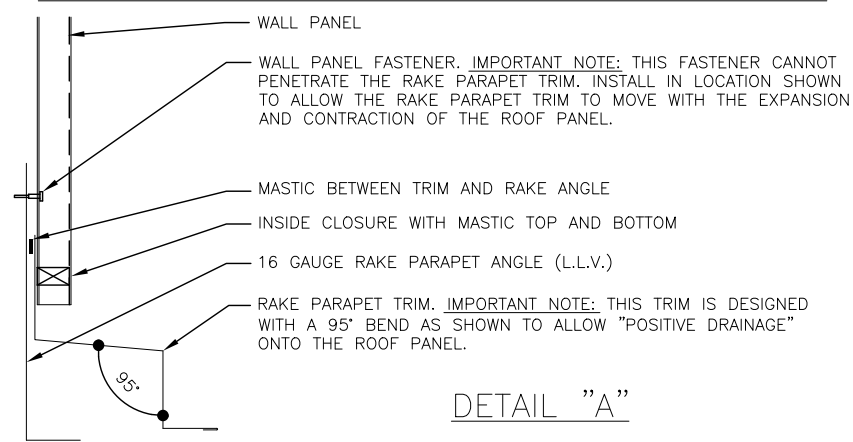 WALL PANEL
WALL PANEL FASTENER. IMPORTANT NOTE: THIS FASTENER CANNOT
PENETRATE THE RAKE PARAPET TRIM. INSTALL IN LOCATION SHOWN
TO ALLOW THE RAKE PARAPET TRIM TO MOVE WITH THE EXPANSION
AND CONTRACTION OF THE ROOF PANEL.
MASTIC BETWEEN TRIM AND RAKE ANGLE
INSIDE CLOSURE WITH MASTIC TOP AND BOTTOM
16 GAUGE RAKE PARAPET ANGLE (L.L.V.)
RAKE PARAPET TRIM. IMPORTANT NOTE: THIS TRIM IS DESIGNED
WITH A 95° BEND AS SHOWN TO ALLOW "POSITIVE DRAINAGE"
ONTO THE ROOF PANEL.
95°
DETAIL "A"